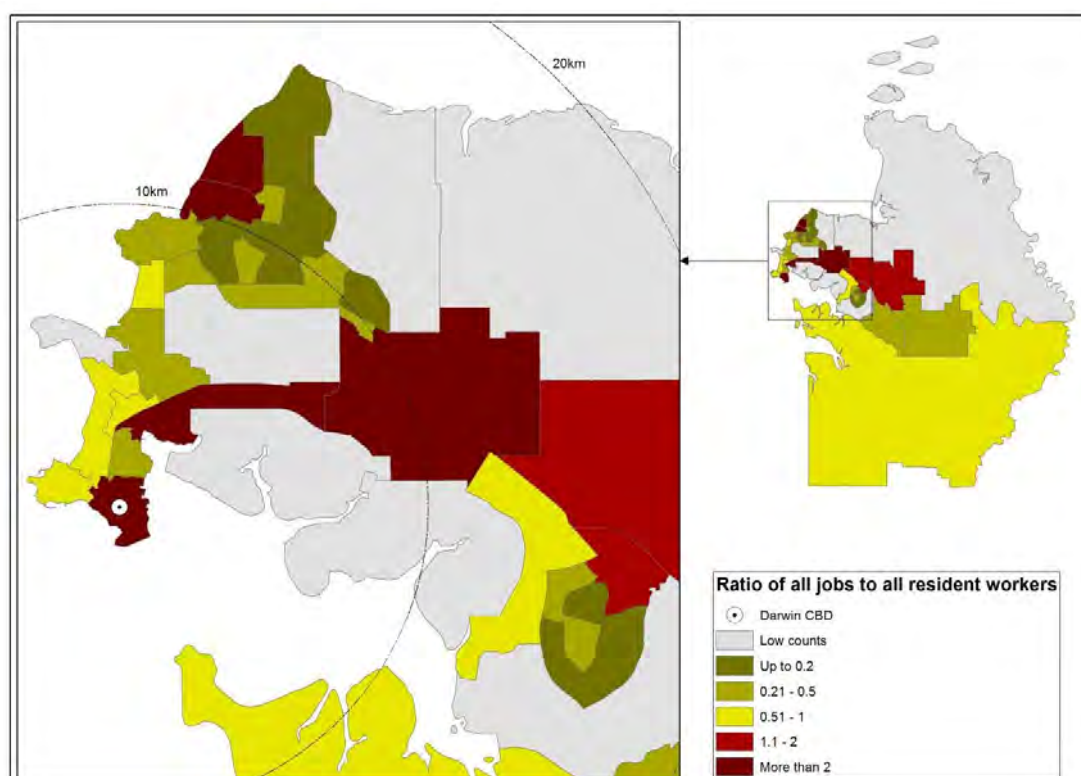 20km
10km
Ratio of all jobs to all resident workers
Darwin CBD
Low counts
Up to 0.2
0.21 - 0.5
0.51 - 1
1.1 - 2
More than 2